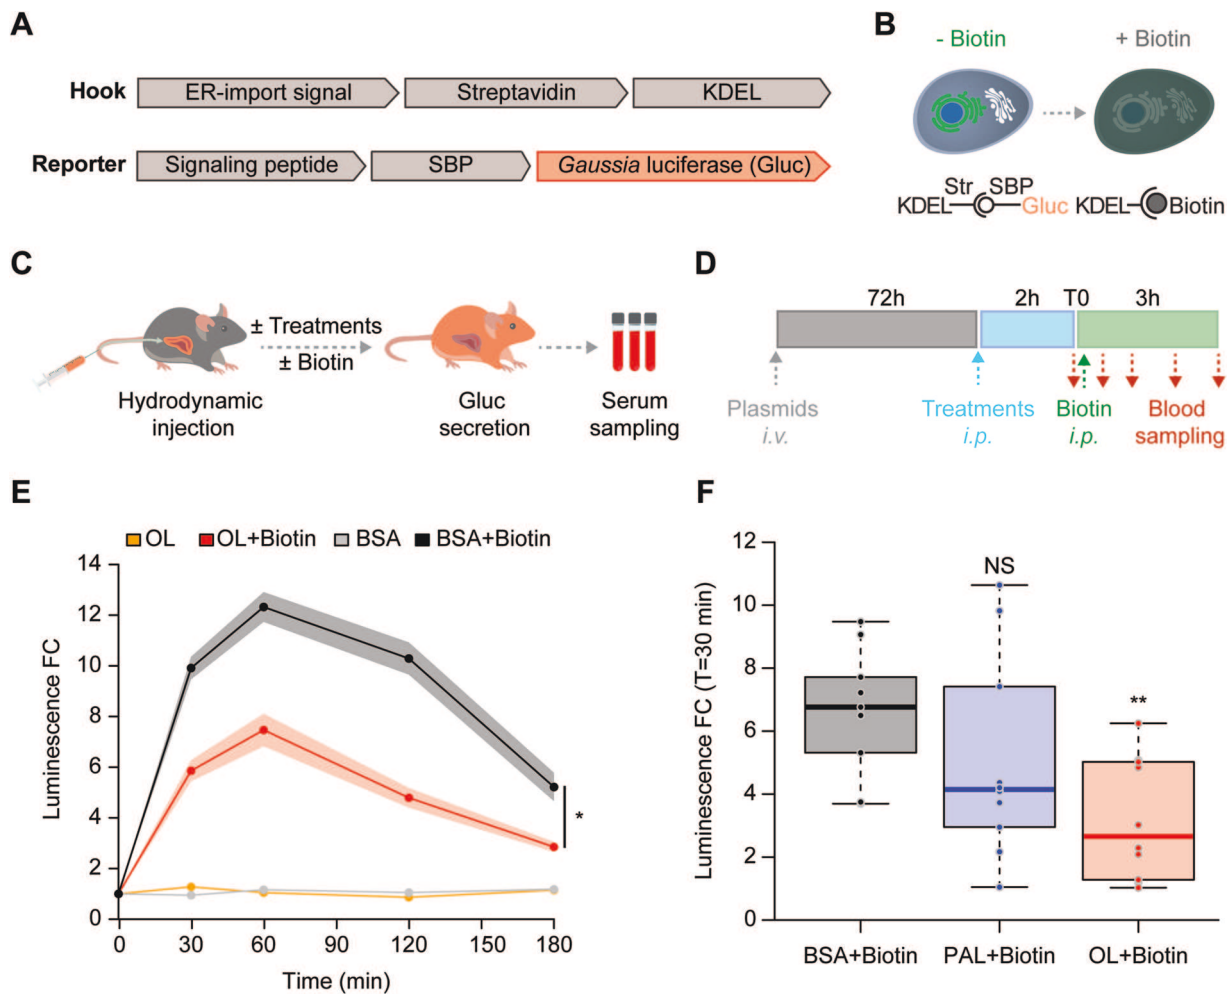 A
Hook
ER-import signal
Streptavidin
KDEL
Reporter
Signaling peptide
SBP
Gaussia luciferase (Gluc)
B
- Biotin
+ Biotin
Str
SBP
KDEL
Gluc
KDEL
Biotin
C
± Treatments
± Biotin
Hydrodynamic
injection
Gluc
secretion
Serum
sampling
D
72h
2h
T0
3h
Plasmids
i.v.
Treatments
i.p.
Biotin
i.p.
Blood
sampling
E
OL
OL+Biotin
BSA
BSA+Biotin
Luminescence FC
14
12
10
8
6
4
2
0
*
0
30
60
90
120
150
180
Time (min)
F
Luminescence FC (T=30 min)
12
10
8
6
4
2
0
NS
**
BSA+Biotin
PAL+Biotin
OL+Biotin